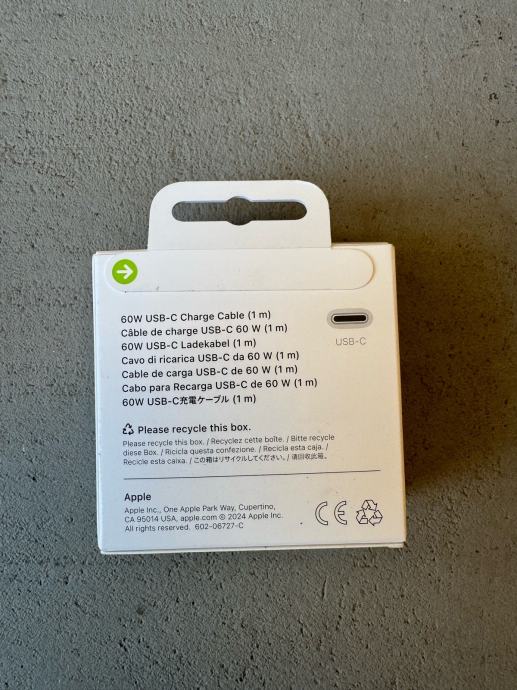 60W USB-C Charge Cable (1 m)
Câble de charge USB-C 60 W (1 m)
60W USB-C Ladekabel (1 m)
Cavo di ricarica USB-C da 60 W (1 m)
Cable de carga USB-C de 60 W (1 m)
Cabo para Recarga USB-C de 60 W (1 m)
60W USB-C充電ケーブル (1 m)
USB-C
Please recycle this box.
Please recycle this box. / Recyclez cette boîte. / Bitte recycle
diese Box. / Ricicla questa confezione. / Recicla esta caja. /
Recicle esta caixa. / この箱はリサイクルしてください。/ 请回收此箱。
Apple
Apple Inc., One Apple Park Way, Cupertino,
CA 95014 USA, apple.com © 2024 Apple Inc.
All rights reserved. 602-06727-C
CE